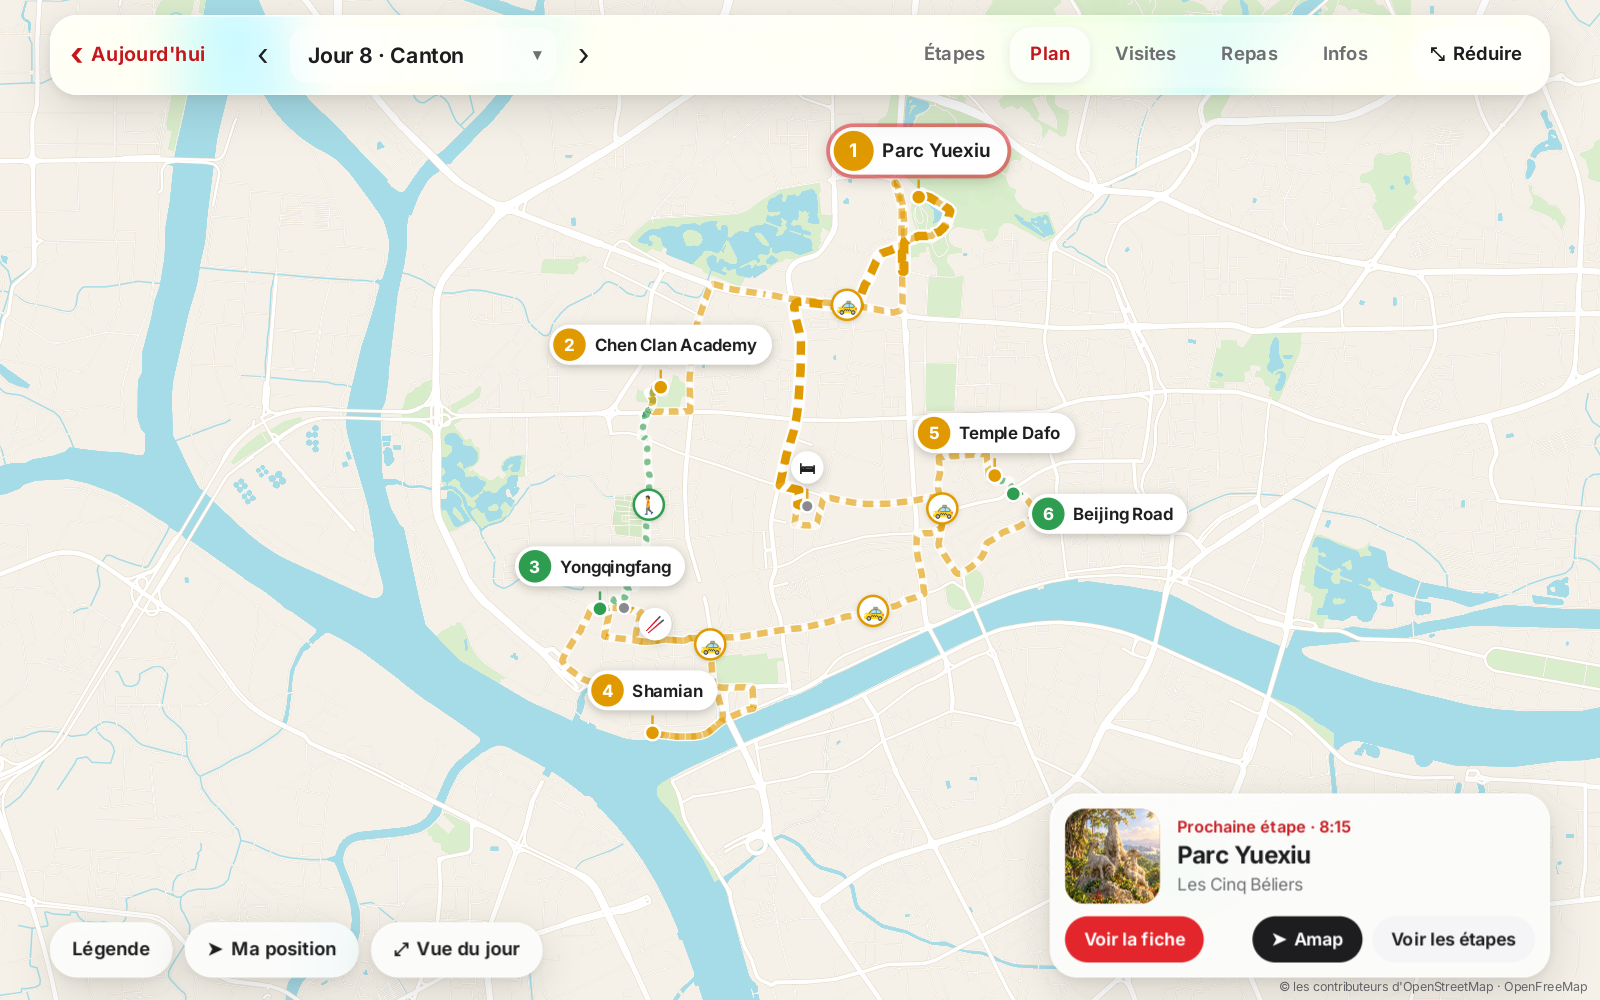 Aujourd'hui
Jour 8 · Canton
Étapes
Plan
Visites
Repas
Infos
Réduire
1 Parc Yuexiu
2 Chen Clan Academy
5 Temple Dafo
6 Beijing Road
3 Yongqingfang
4 Shamian
Prochaine étape · 8:15
Parc Yuexiu
Les Cinq Béliers
Voir la fiche
Amap
Voir les étapes
Légende
Ma position
Vue du jour
© les contributeurs d'OpenStreetMap · OpenFreeMap